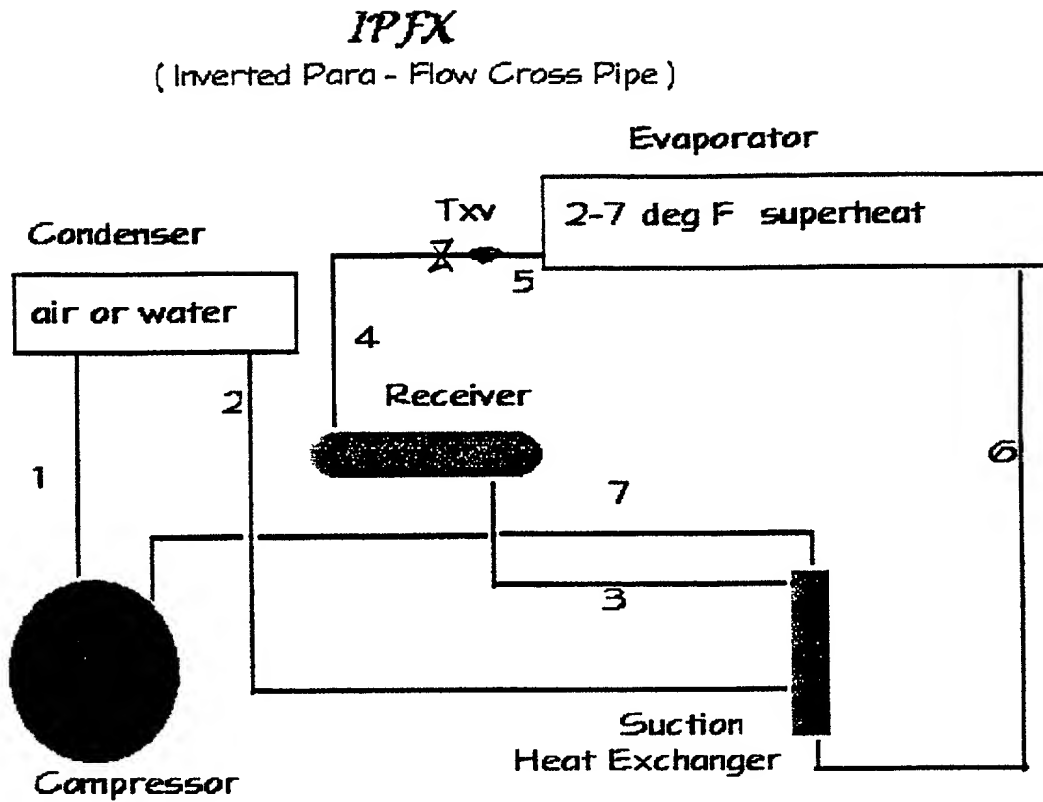 IPFX
( Inverted Para - Flow Cross Pipe )
Evaporator
2-7 deg F superheat
Txv
Condenser
air or water
5
4
2
Receiver
6
1
7
3
Suction
Heat Exchanger
Compressor